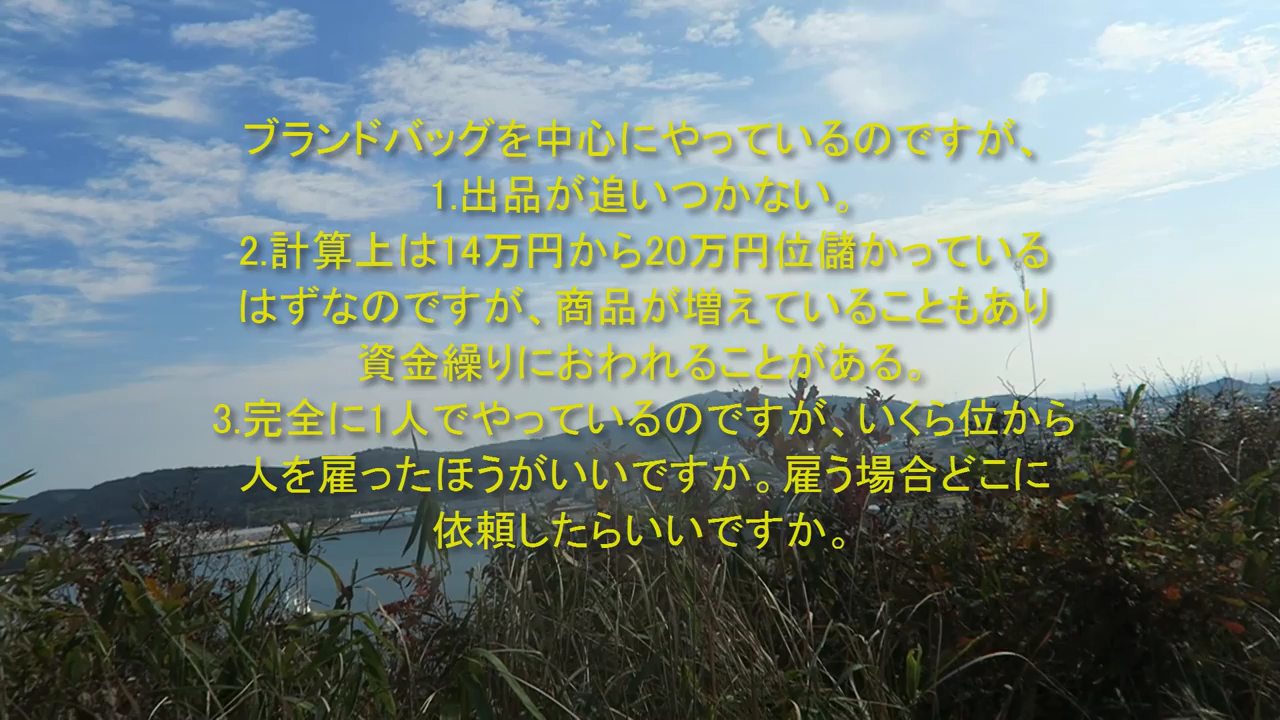 ブランドバッグを中心にやっているのですが、
1.出品が追いつかない。
2.計算上は14万円から20万円位儲かっている
はずなのですが、商品が増えていることもあり
資金繰りにおわれることがある。
3.完全に1人でやっているのですが、いくら位から
人を雇ったほうがいいですか。雇う場合どこに
依頼したらいいですか。